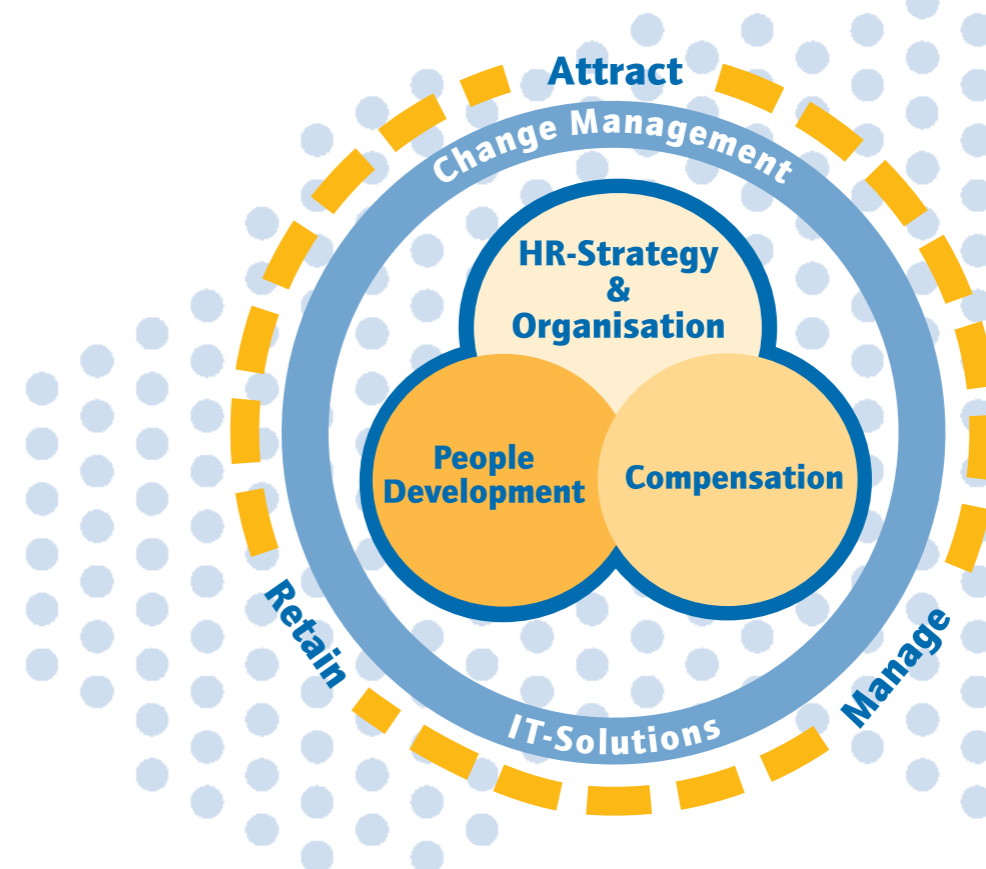 Attract
Change Management
HR-Strategy
&
Organisation
People
Development
Compensation
Retain
Manage
IT-Solutions